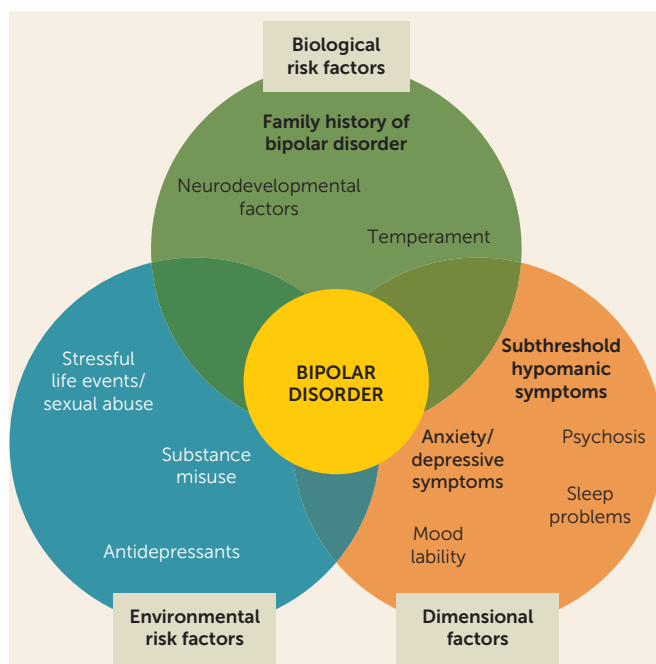 Biological
risk factors
Family history of
bipolar disorder
Neurodevelopmental
factors
Temperament
Stressful
life events/
sexual abuse
BIPOLAR
DISORDER
Subthreshold
hypomanic
symptoms
Substance
misuse
Anxiety/
depressive
symptoms
Psychosis
Sleep
problems
Antidepressants
Mood
lability
Environmental
risk factors
Dimensional
factors